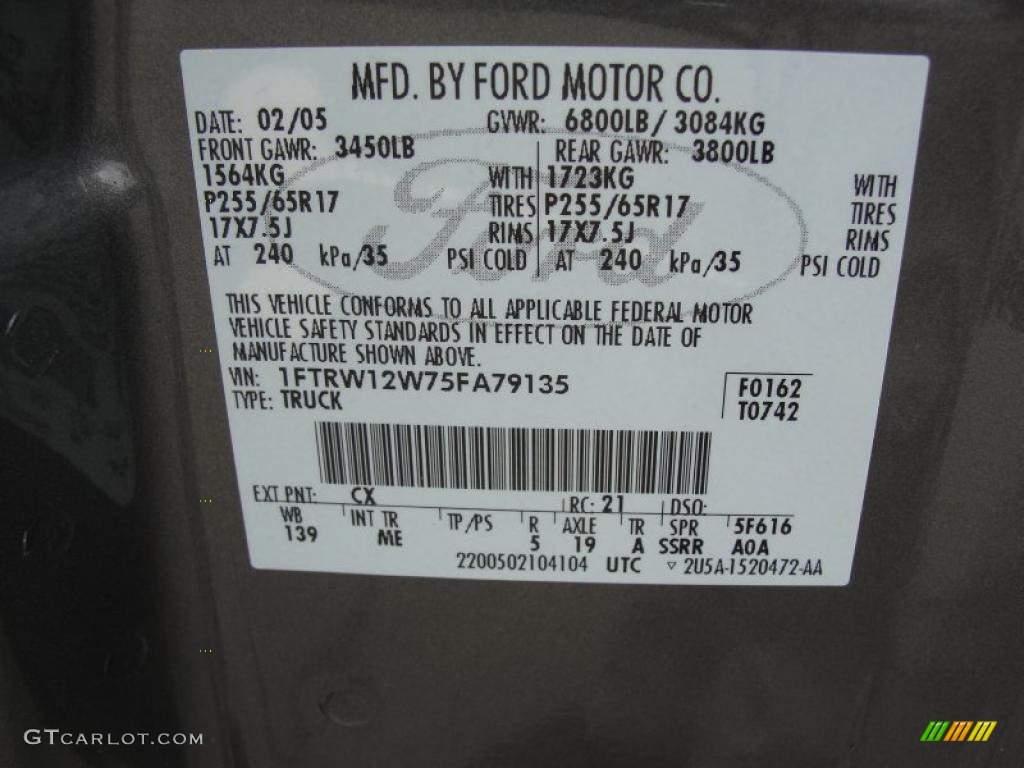 MFD. BY FORD MOTOR CO.
DATE: 02/05 GVWR: 6800LB/ 3084KG
FRONT GAWR: 3450LB REAR GAWR: 3800LB
1564KG WITH 1723KG WITH
P255/65R17 TIRES P255/65R17 TIRES
17X7.5J RIMS 17X7.5J RIMS
AT 240 kPa/35 PSI COLD AT 240 kPa/35 PSI COLD
Ford
THIS VEHICLE CONFORMS TO ALL APPLICABLE FEDERAL MOTOR
VEHICLE SAFETY STANDARDS IN EFFECT ON THE DATE OF
MANUFACTURE SHOWN ABOVE.
VIN: 1FTRW12W75FA79135 F0162
TYPE: TRUCK T0742
EXT PNT: CX RC: 21 DSO:
WB INT TR TP/PS R AXLE TR SPR 5F616
139 ME 5 19 A SSRR A0A
2200502104104 UTC ▿ 2U5A-1520472-AA
GTCARLOT.COM